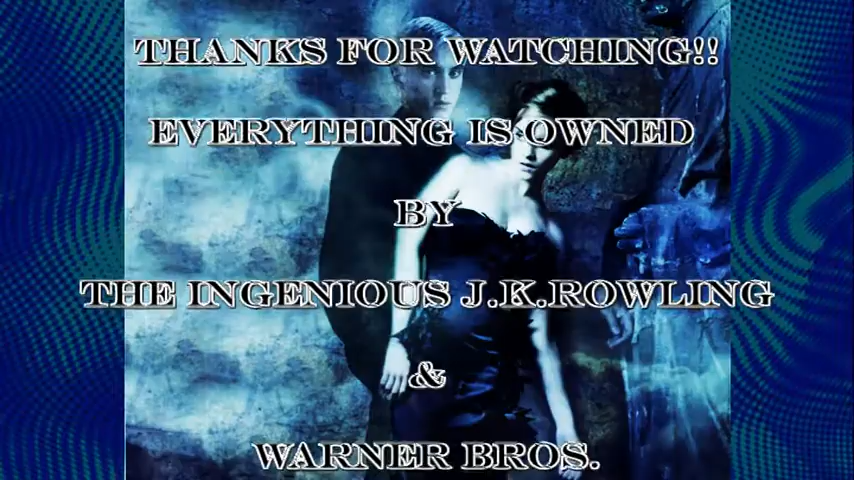 THANKS FOR WATCHING!!
EVERYTHING IS OWNED
BY
THE INGENIOUS J.K.ROWLING
&
WARNER BROS.